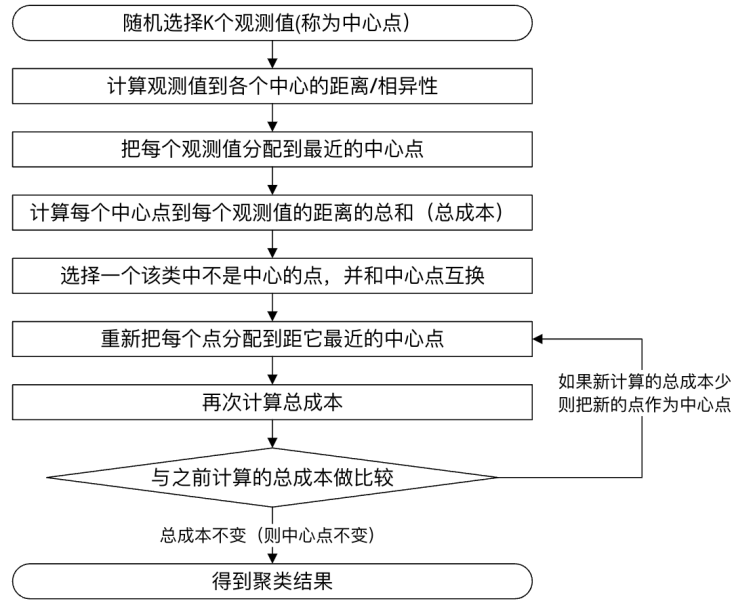 随机选择K个观测值(称为中心点）
计算观测值到各个中心的距离/相异性
把每个观测值分配到最近的中心点
计算每个中心点到每个观测值的距离的总和（总成本）
选择一个该类中不是中心的点，并和中心点互换
重新把每个点分配到距它最近的中心点
如果新计算的总成本少
则把新的点作为中心点
再次计算总成本
与之前计算的总成本做比较
总成本不变（则中心点不变）
得到聚类结果